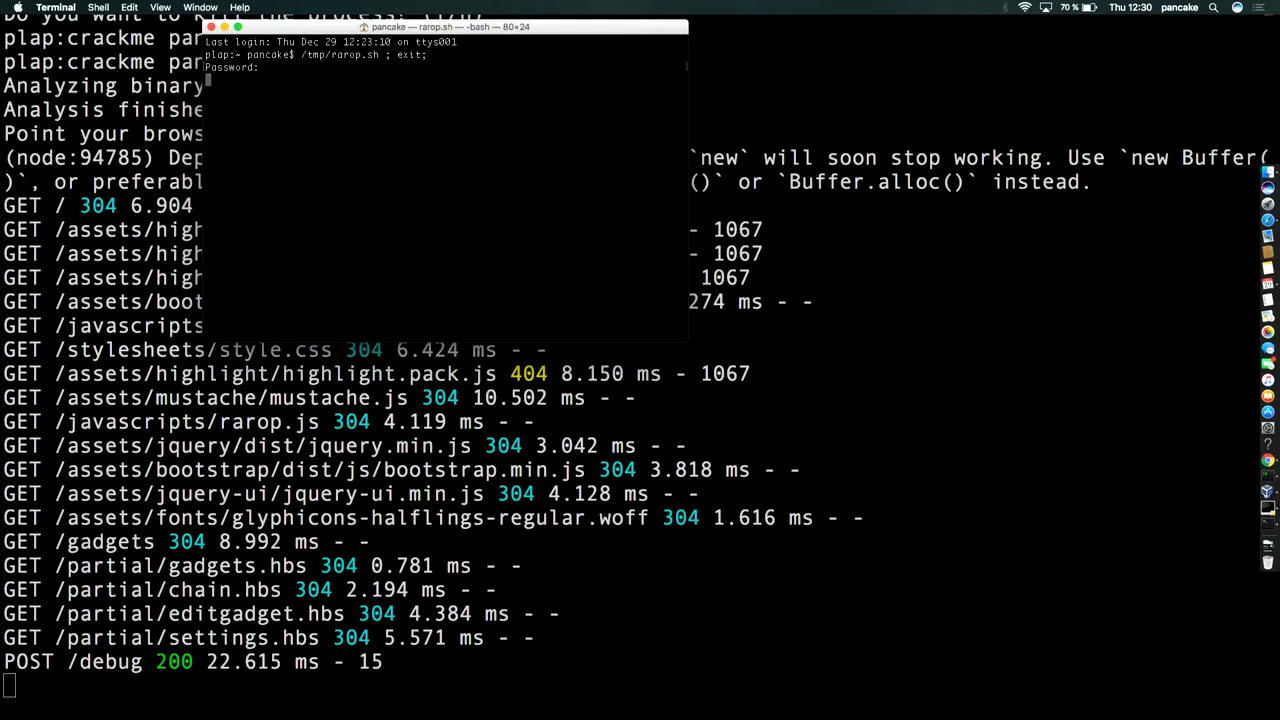 Terminal Shell Edit View Window Help 70 % Thu 12:30 pancake
pancake — rarop.sh — -bash — 80×24
Last login: Thu Dec 29 12:23:10 on ttys001
plap:~ pancake$ /tmp/rarop.sh ; exit;
Password:
plap:crackme pan
plap:crackme pan
Analyzing binary
Analysis finishe
Point your brows
(node:94785) Dep `new` will soon stop working. Use `new Buffer(
)`, or preferabl ()` or `Buffer.alloc()` instead.
GET / 304 6.904
GET /assets/high - 1067
GET /assets/high - 1067
GET /assets/high 1067
GET /assets/boot 274 ms - -
GET /javascripts
GET /stylesheets/style.css 304 6.424 ms - -
GET /assets/highlight/highlight.pack.js 404 8.150 ms - 1067
GET /assets/mustache/mustache.js 304 10.502 ms - -
GET /javascripts/rarop.js 304 4.119 ms - -
GET /assets/jquery/dist/jquery.min.js 304 3.042 ms - -
GET /assets/bootstrap/dist/js/bootstrap.min.js 304 3.818 ms - -
GET /assets/jquery-ui/jquery-ui.min.js 304 4.128 ms - -
GET /assets/fonts/glyphicons-halflings-regular.woff 304 1.616 ms - -
GET /gadgets 304 8.992 ms - -
GET /partial/gadgets.hbs 304 0.781 ms - -
GET /partial/chain.hbs 304 2.194 ms - -
GET /partial/editgadget.hbs 304 4.384 ms - -
GET /partial/settings.hbs 304 5.571 ms - -
POST /debug 200 22.615 ms - 15